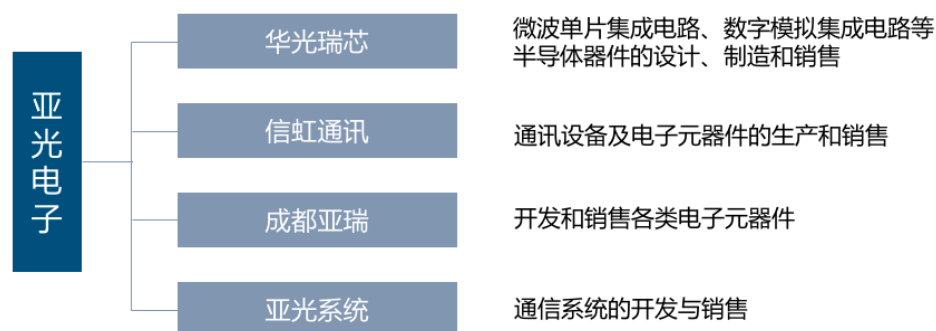 亚光电子
华光瑞芯
微波单片集成电路、数字模拟集成电路等
半导体器件的设计、制造和销售
信虹通讯
通讯设备及电子元器件的生产和销售
成都亚瑞
开发和销售各类电子元器件
亚光系统
通信系统的开发与销售